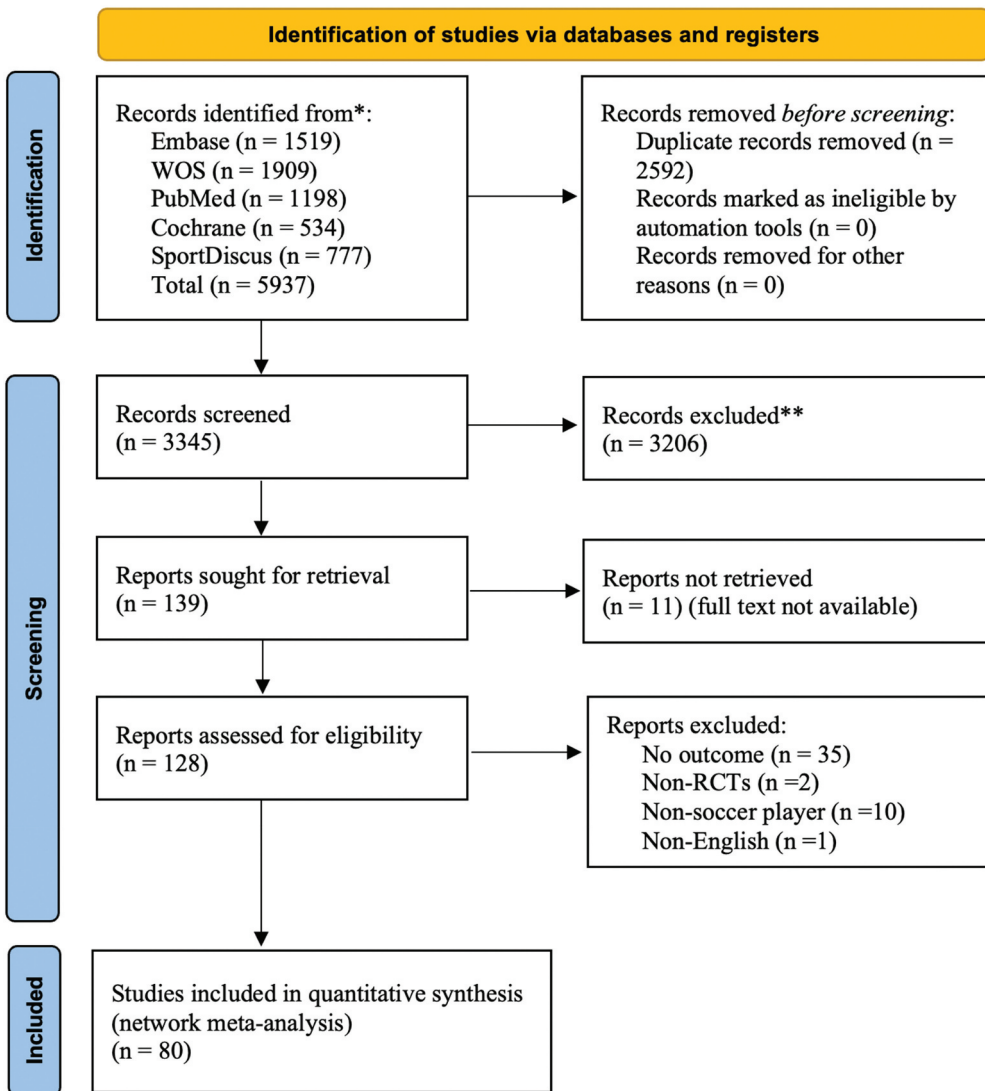 Identification of studies via databases and registers
Identification
Records identified from*:
Embase (n = 1519)
WOS (n = 1909)
PubMed (n = 1198)
Cochrane (n = 534)
SportDiscus (n = 777)
Total (n = 5937)
Records removed before screening:
Duplicate records removed (n =
2592)
Records marked as ineligible by
automation tools (n = 0)
Records removed for other
reasons (n = 0)
Screening
Records screened
(n = 3345)
Records excluded**
(n = 3206)
Reports sought for retrieval
(n = 139)
Reports not retrieved
(n = 11) (full text not available)
Reports assessed for eligibility
(n = 128)
Reports excluded:
No outcome (n = 35)
Non-RCTs (n =2)
Non-soccer player (n =10)
Non-English (n =1)
Included
Studies included in quantitative synthesis
(network meta-analysis)
(n = 80)